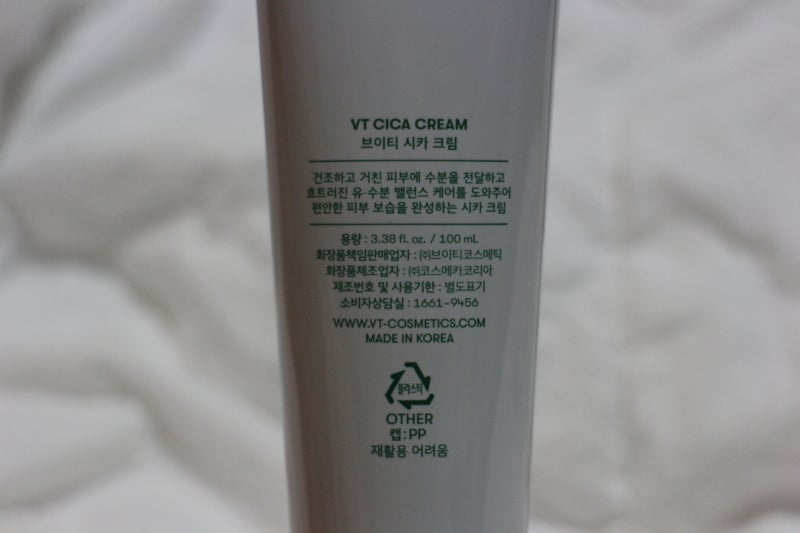 VT CICA CREAM
브이티 시카 크림
건조하고 거친 피부에 수분을 전달하고
흐트러진 유·수분 밸런스 케어를 도와주어
편안한 피부 보습을 완성하는 시카 크림
용량 : 3.38 fl. oz. / 100 mL
화장품책임판매업자 : ㈜브이티코스메틱
화장품제조업자 : ㈜코스메카코리아
제조번호 및 사용기한 : 별도표기
소비자상담실 : 1661-9456
WWW.VT-COSMETICS.COM
MADE IN KOREA
플라스틱
OTHER
캡:PP
재활용 어려움